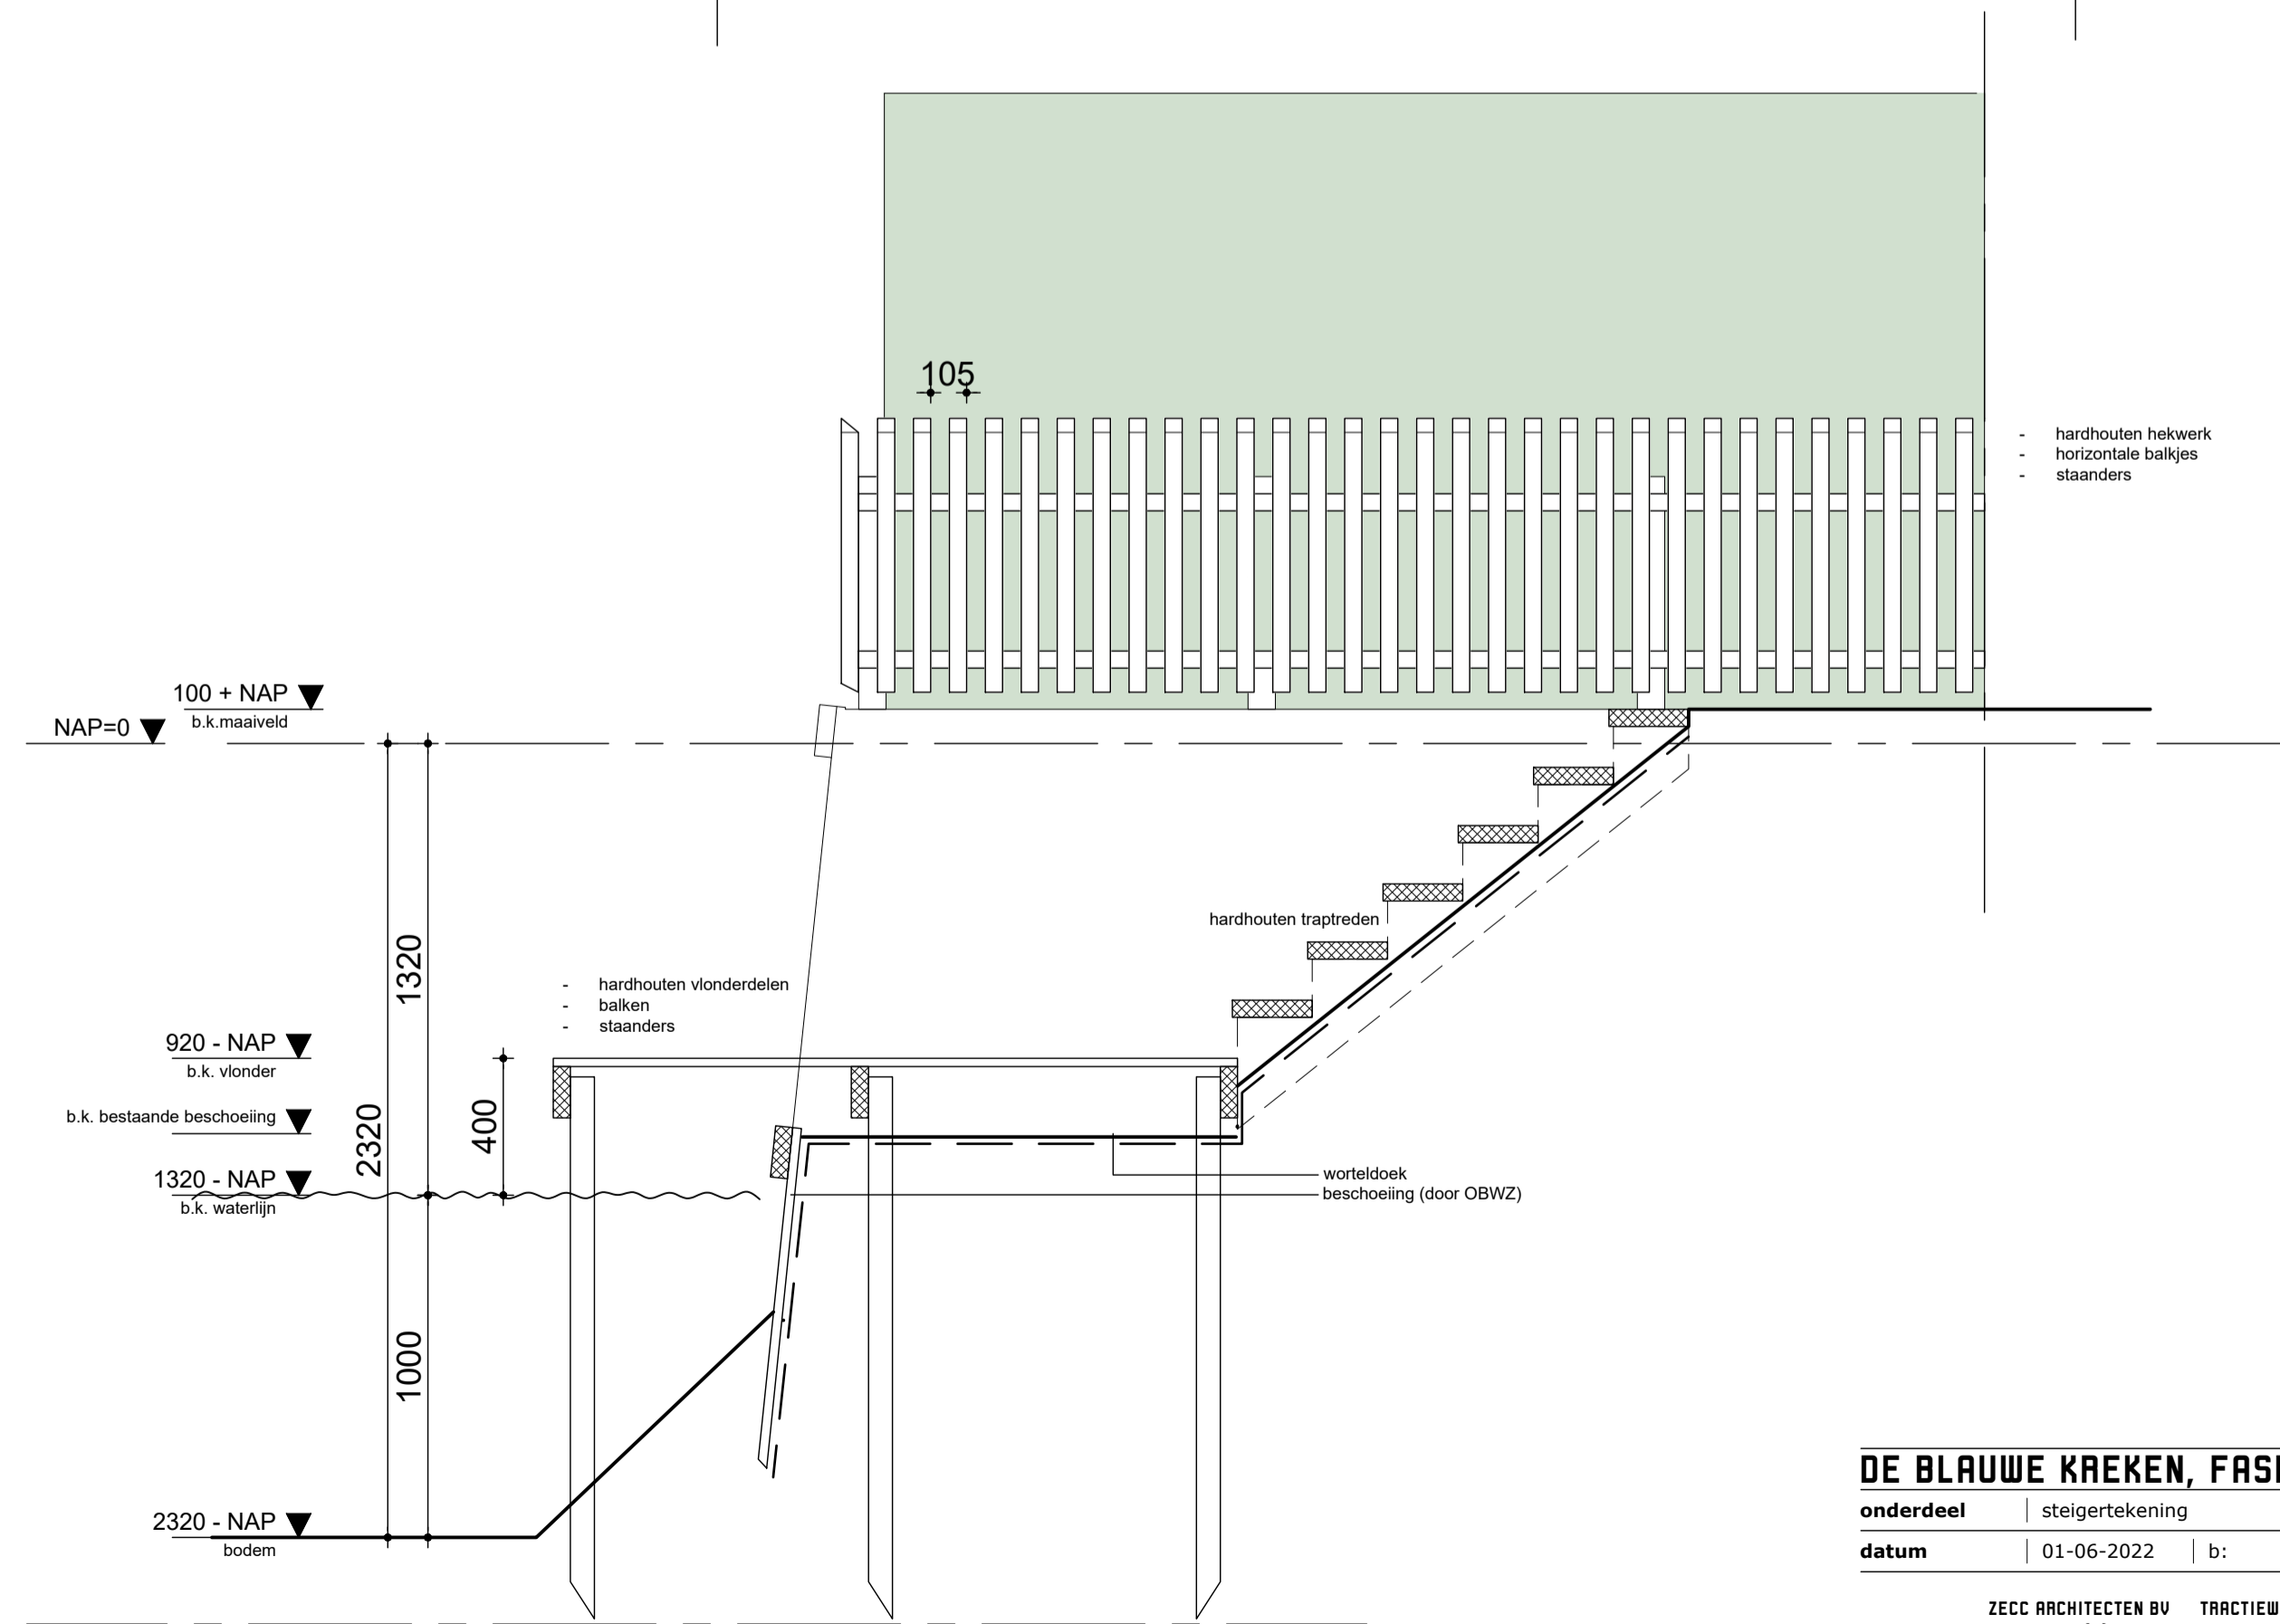 105
- hardhouten hekwerk
- horizontale balkjes
- staanders
100 + NAP
b.k.maaiveld
NAP=0
hardhouten traptreden
1320
- hardhouten vlonderdelen
- balken
- staanders
920 - NAP
b.k. vlonder
b.k. bestaande beschoeiing
2320
400
1320 - NAP
b.k. waterlijn
worteldoek
beschoeiing (door OBWZ)
1000
2320 - NAP
bodem
DE BLAUWE KREKEN, FAS
onderdeel steigertekening
datum 01-06-2022 b:
ZECC ARCHITECTEN BV TRACTIEW